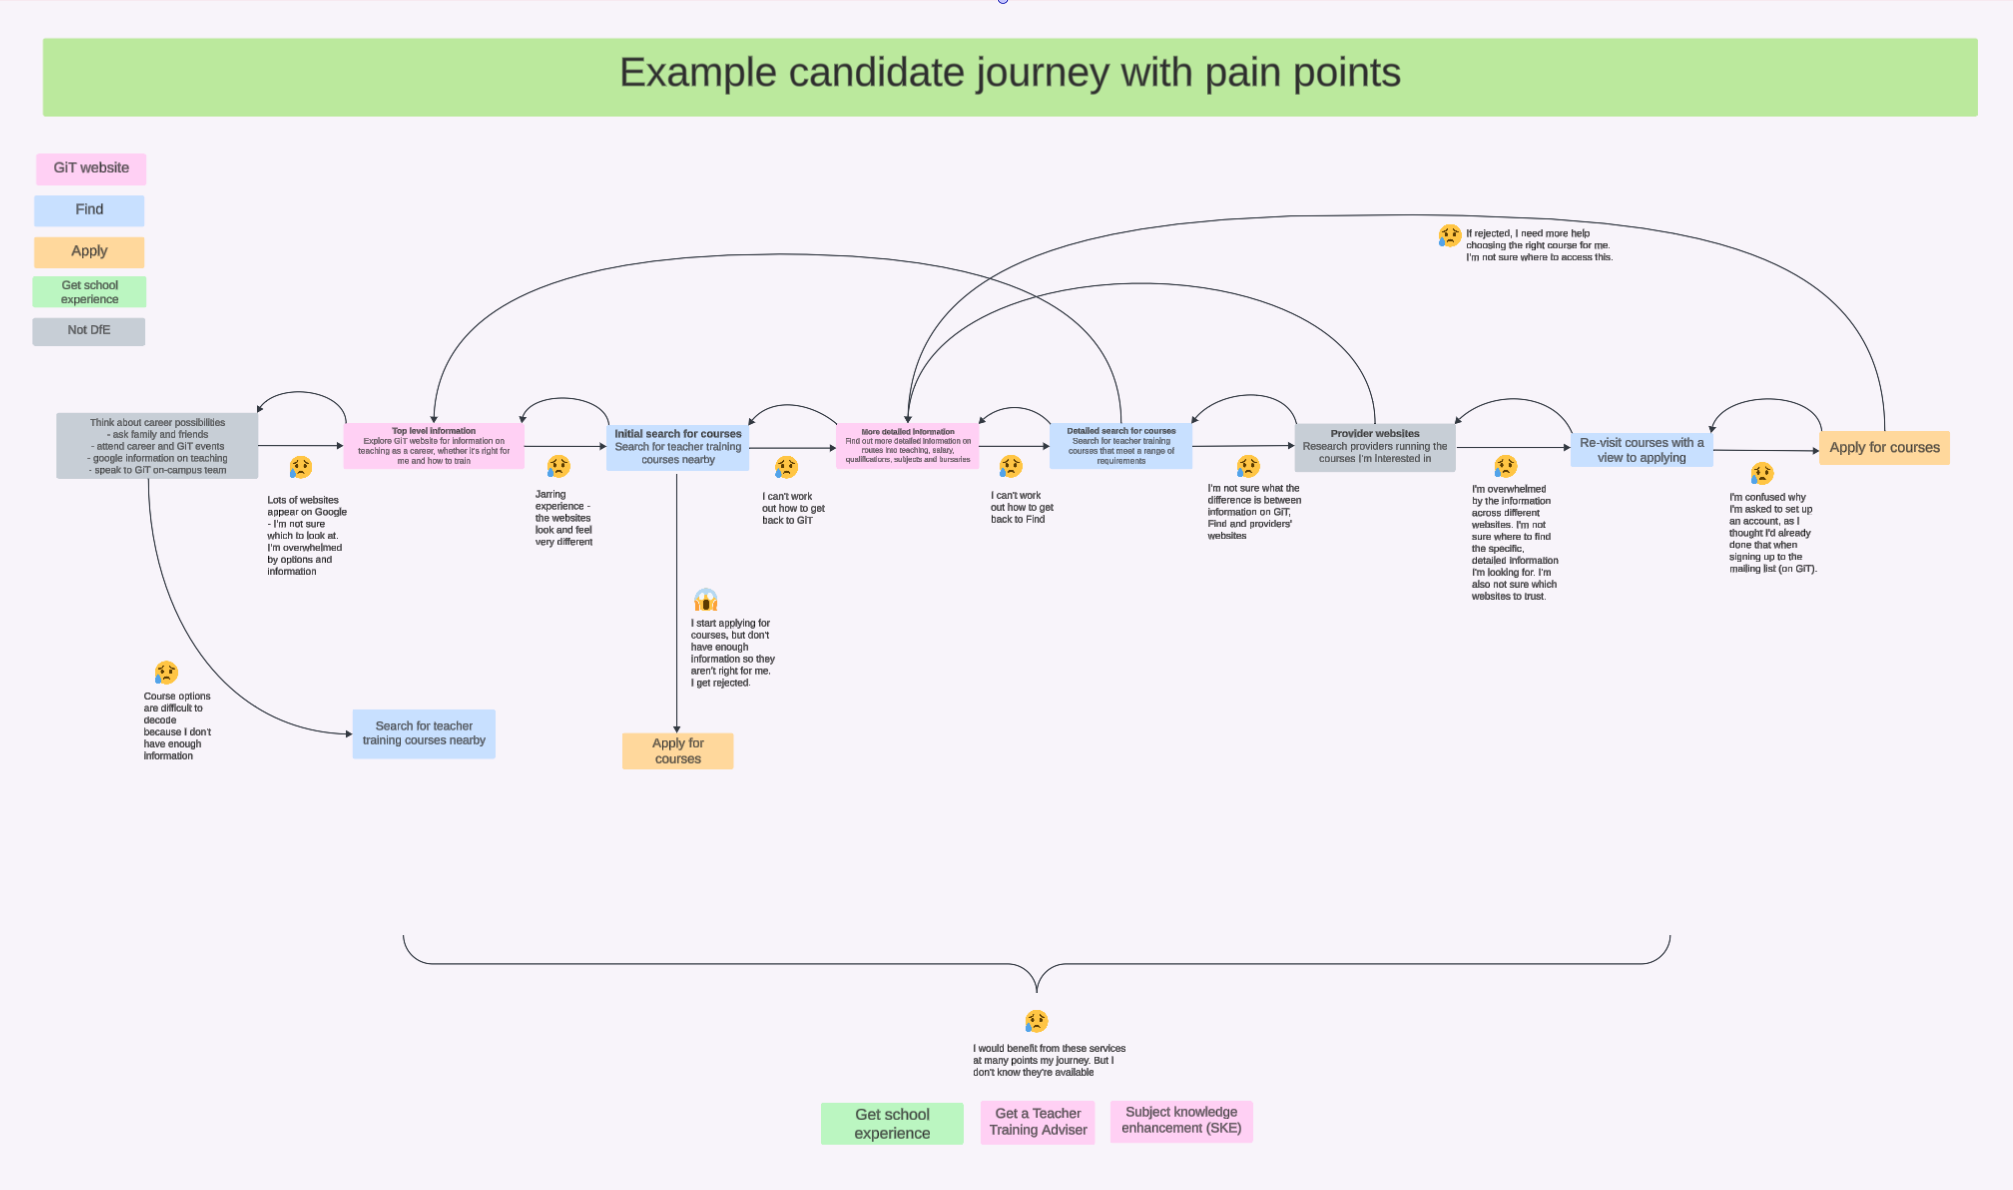 Example candidate journey with pain points
GiT website
Find
Apply
Get school
experience
Not DfE
If rejected, I need more help
choosing the right course for me.
I'm not sure where to access this.
Think about career possibilities
- ask family and friends
- attend career and GiT events
- google information on teaching
- speak to GiT on-campus team
Top level information
Explore GiT website for information on
teaching as a career, whether it's right for
me and how to train
Initial search for courses
Search for teacher training
courses nearby
More detailed information
Find out more detailed information on
routes into teaching, salary,
qualifications, subjects and bursaries
Detailed search for courses
Search for teacher training
courses that meet a range of
requirements
Provider websites
Research providers running the
courses I'm interested in
Re-visit courses with a
view to applying
Apply for courses
Lots of websites
appear on Google
- I'm not sure
which to look at.
I'm overwhelmed
by options and
information
Jarring
experience -
the websites
look and feel
very different
I can't work
out how to get
back to GiT
I can't work
out how to get
back to Find
I'm not sure what the
difference is between
information on GiT,
Find and providers'
websites
I'm overwhelmed
by the information
across different
websites. I'm not
sure where to find
the specific,
detailed information
I'm looking for. I'm
also not sure which
websites to trust.
I'm confused why
I'm asked to set up
an account, as I
thought I'd already
done that when
signing up to the
mailing list (on GiT).
I start applying for
courses, but don't
have enough
information so they
aren't right for me.
I get rejected.
Course options
are difficult to
decode
because I don't
have enough
information
Search for teacher
training courses nearby
Apply for
courses
I would benefit from these services
at many points my journey. But I
don't know they're available
Get school
experience
Get a Teacher
Training Adviser
Subject knowledge
enhancement (SKE)